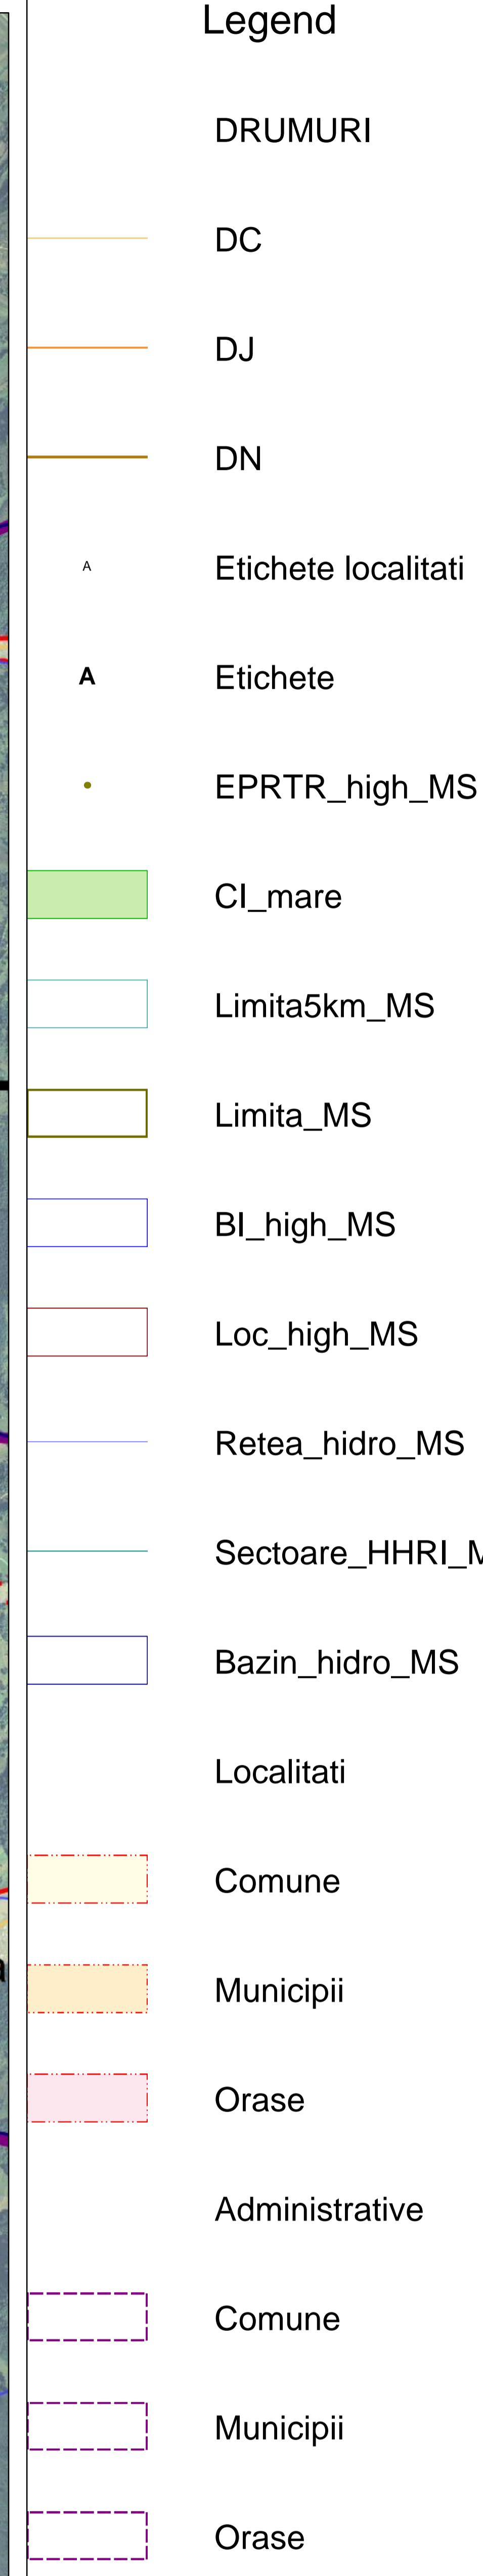 Legend
DRUMURI
DC
DJ
DN
A Etichete localitati
A Etichete
EPRTR_high_MS
CI_mare
Limita5km_MS
Limita_MS
BI_high_MS
Loc_high_MS
Retea_hidro_MS
Sectoare_HHRI_M
Bazin_hidro_MS
Localitati
Comune
Municipii
Orase
Administrative
Comune
Municipii
Orase